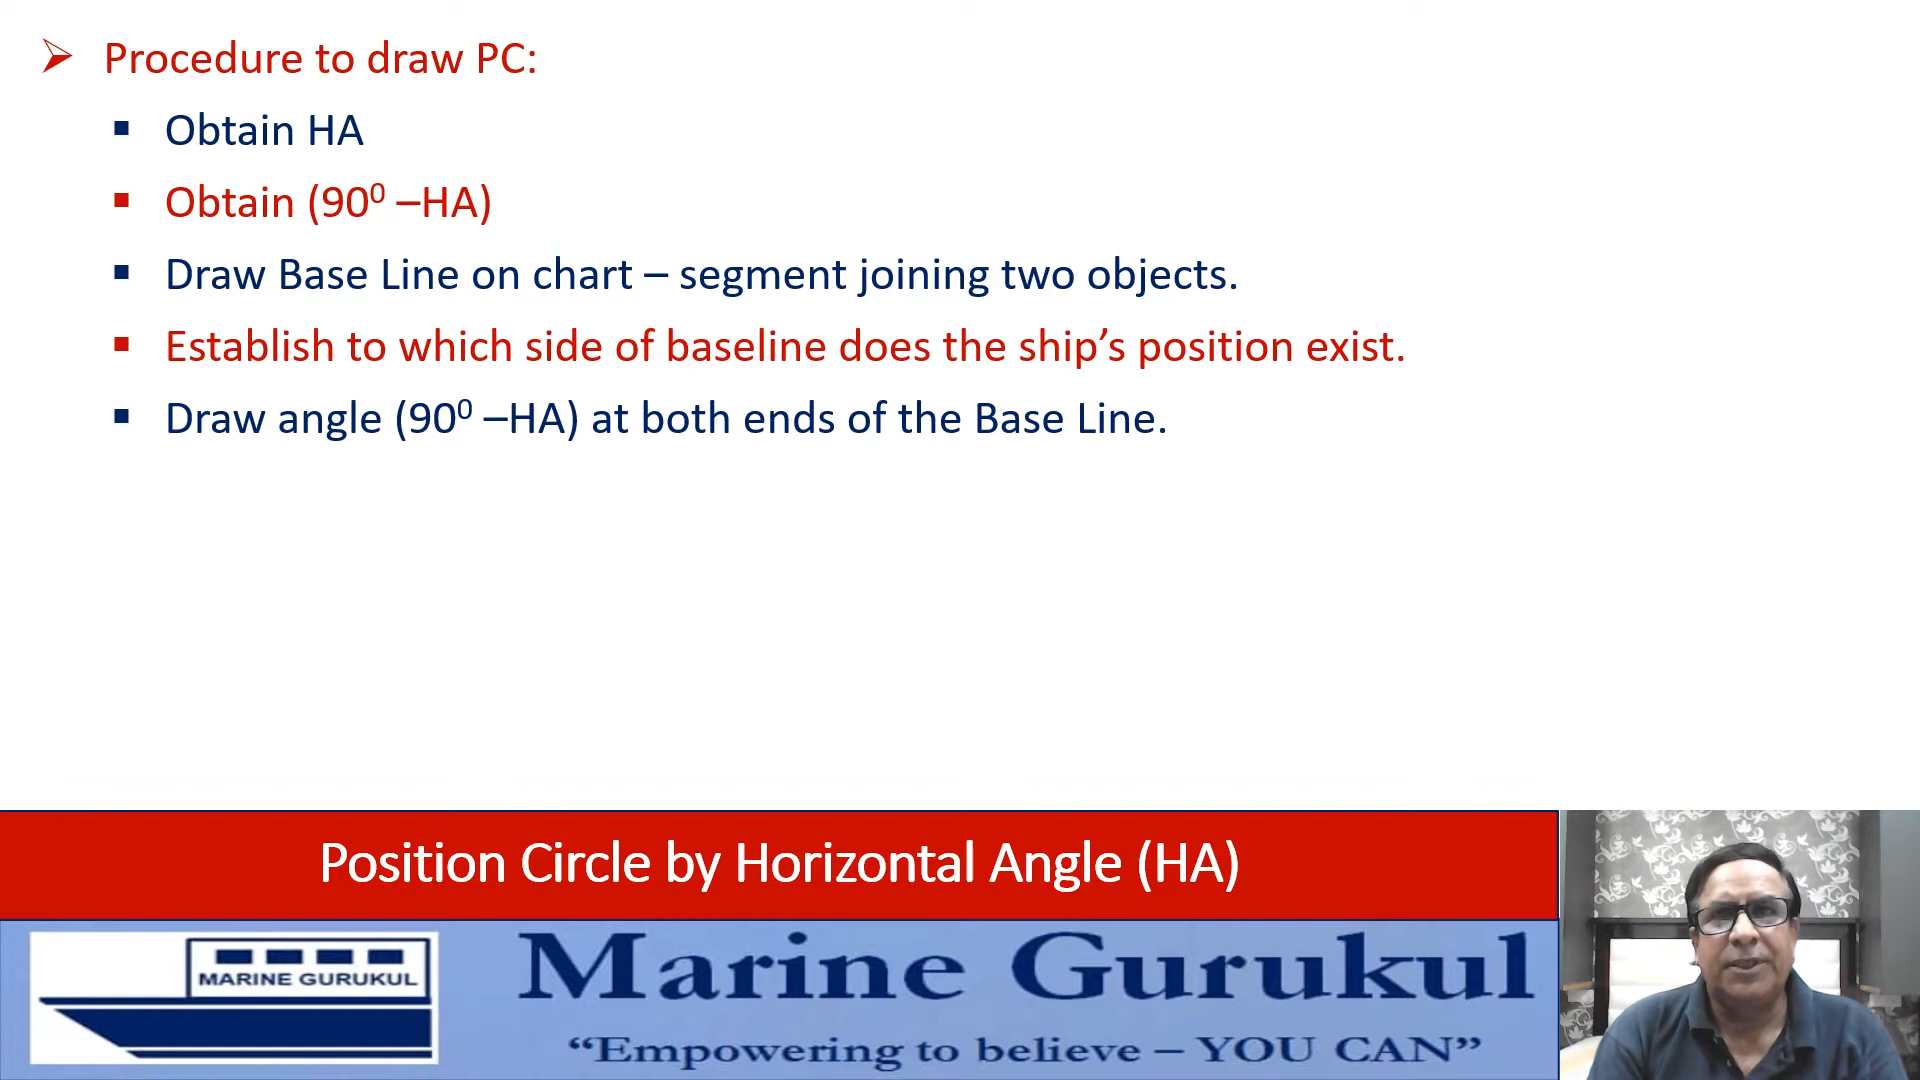 Procedure to draw PC:
Obtain HA
Obtain (90⁰ –HA)
Draw Base Line on chart – segment joining two objects.
Establish to which side of baseline does the ship’s position exist.
Draw angle (90⁰ –HA) at both ends of the Base Line.
Position Circle by Horizontal Angle (HA)
MARINE GURUKUL
Marine Gurukul
“Empowering to believe – YOU CAN”